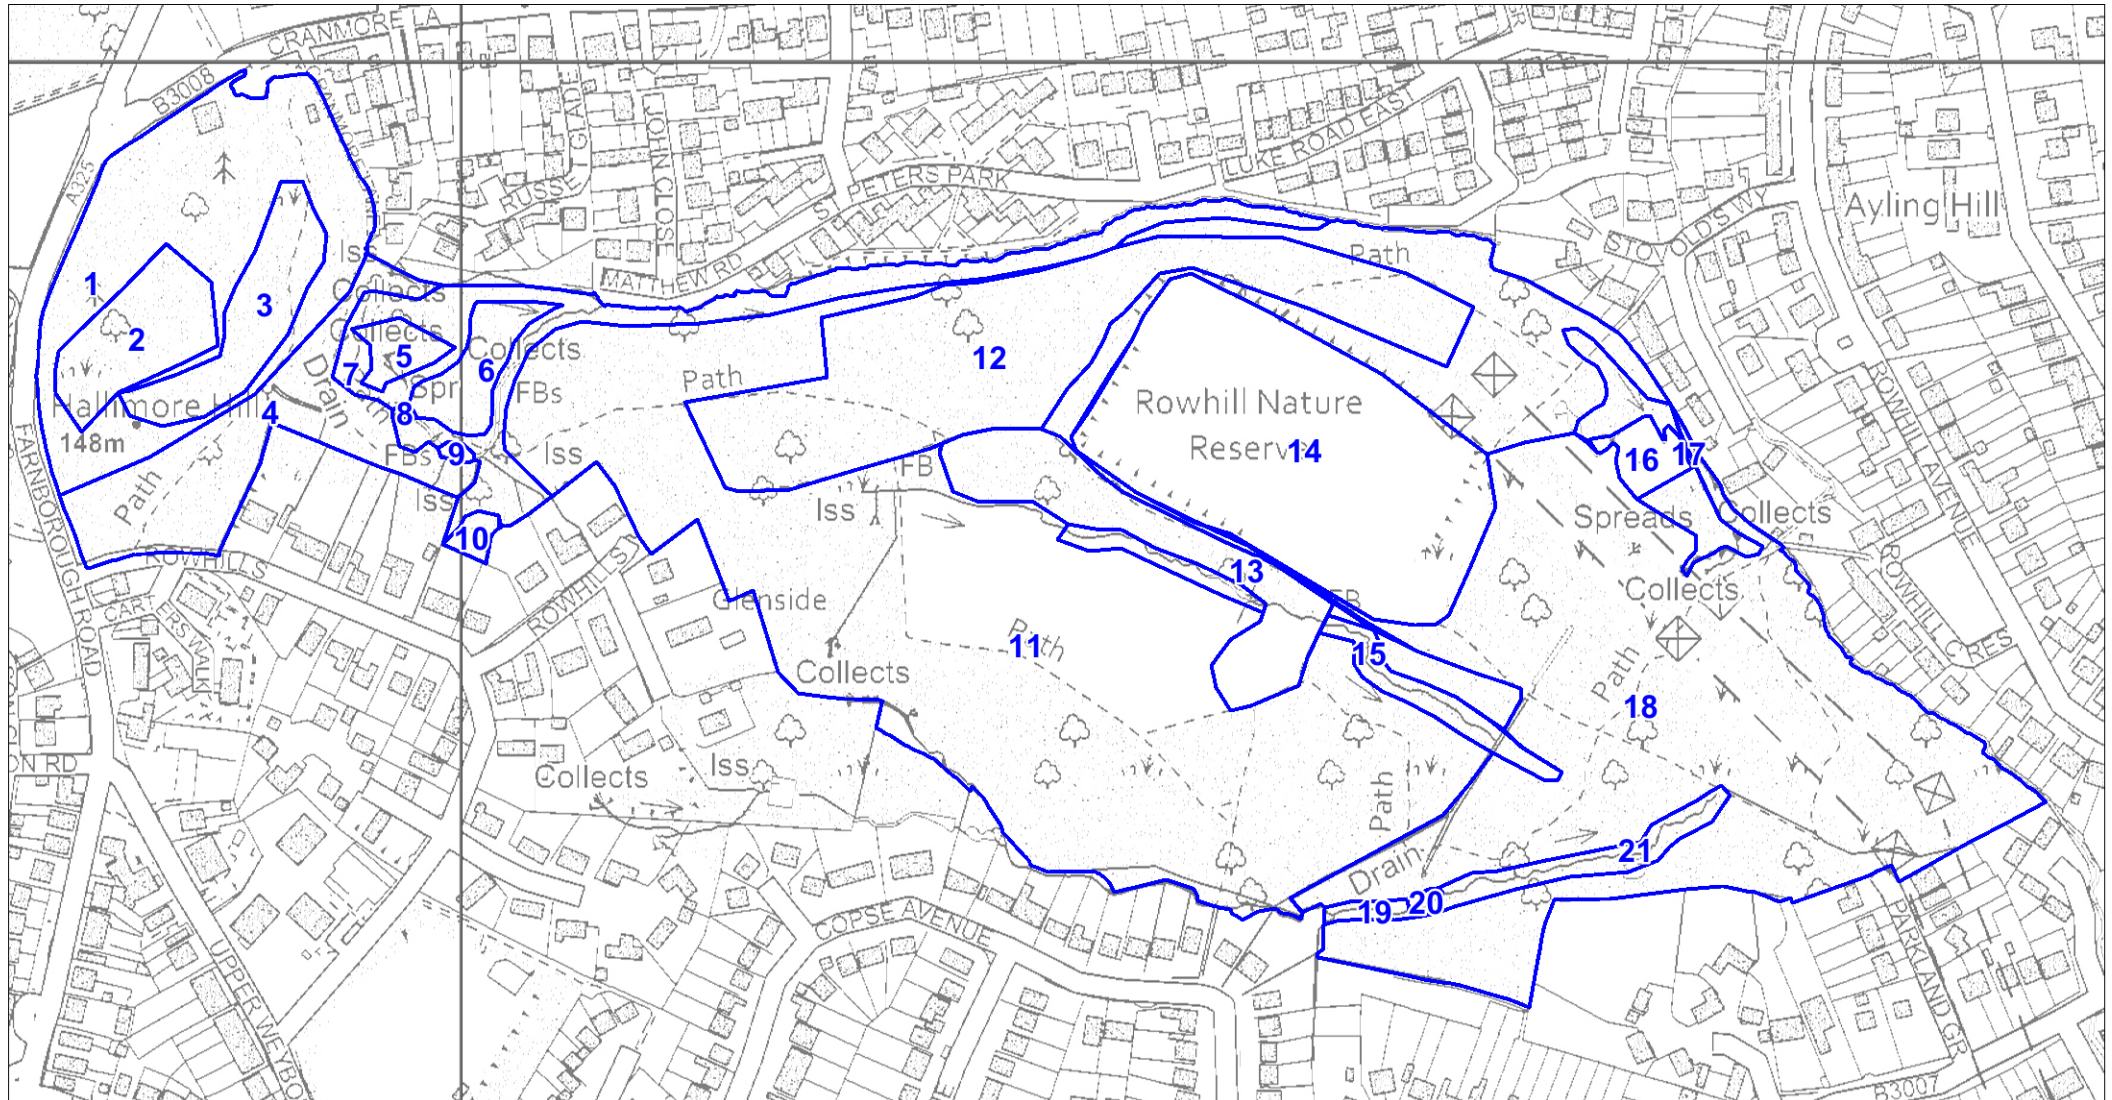 CRANMORE LA
B3008
A325
RUSSET GLADE
COLSTON CL
MATTHEW RD
ST PETERS PARK
LUKE ROAD EAST
Path
STOVOLDS WY
Ayling Hill
ROWHILL AVENUE
ROWHILL CRES
Iss
Collects
Collects
Collects
Spr
Drain
FBs
FBs
Iss
Iss
Path
Hallimore Hill
148m
Path
FARNBOROUGH ROAD
ROWHILLS
CARTERS WALK
ON RD
UPPER WEYBO
ROWHILLS
Glenside
Collects
Collects
Iss
Iss
FB
Path
Rowhill Nature
Reserve
FB
Spreads
Collects
Collects
Path
Path
Drain
COPSE AVENUE
PARKLAND GR
B3007
1
2
3
4
5
6
7
8
9
10
11
12
13
14
15
16
17
18
19
20
21